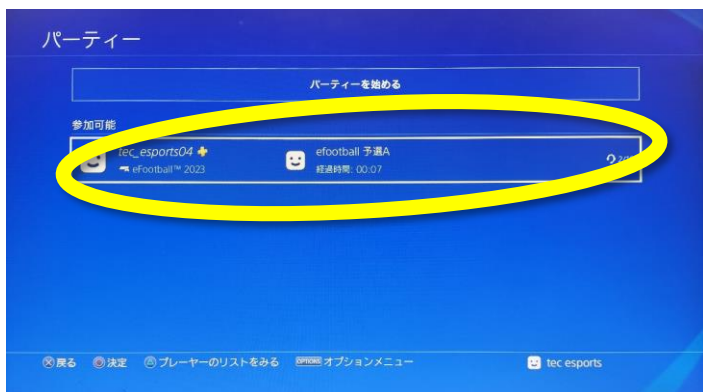 パーティー
パーティーを始める
参加可能
tec_esports04
eFootball™ 2023
efootball 予選A
経過時間: 00:07
戻る 決定 プレーヤーのリストをみる OPTIONS オプションメニュー
tec esports